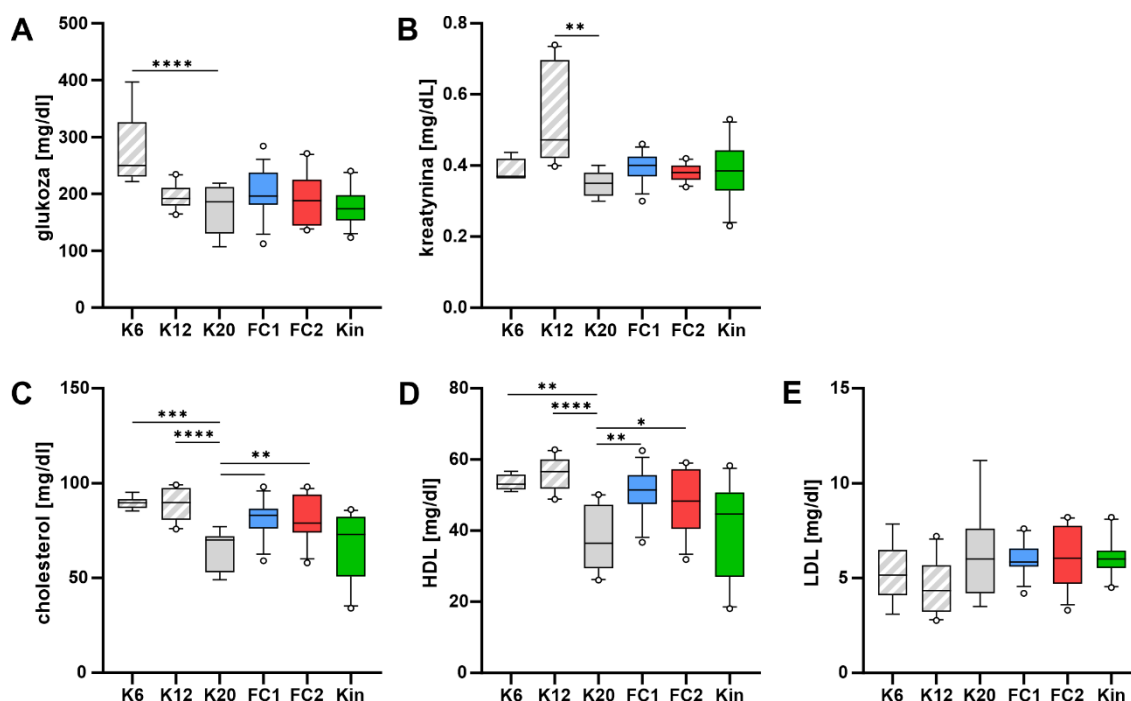 A
glukoza [mg/dl]
500
400
300
200
100
0
****
K6 K12 K20 FC1 FC2 Kin
B
kreatynina [mg/dL]
0.8
0.6
0.4
0.2
0.0
**
K6 K12 K20 FC1 FC2 Kin
C
cholesterol [mg/dl]
150
100
50
0
***
****
**
K6 K12 K20 FC1 FC2 Kin
D
HDL [mg/dl]
80
60
40
20
0
**
****
*
**
K6 K12 K20 FC1 FC2 Kin
E
LDL [mg/dl]
15
10
5
0
K6 K12 K20 FC1 FC2 Kin